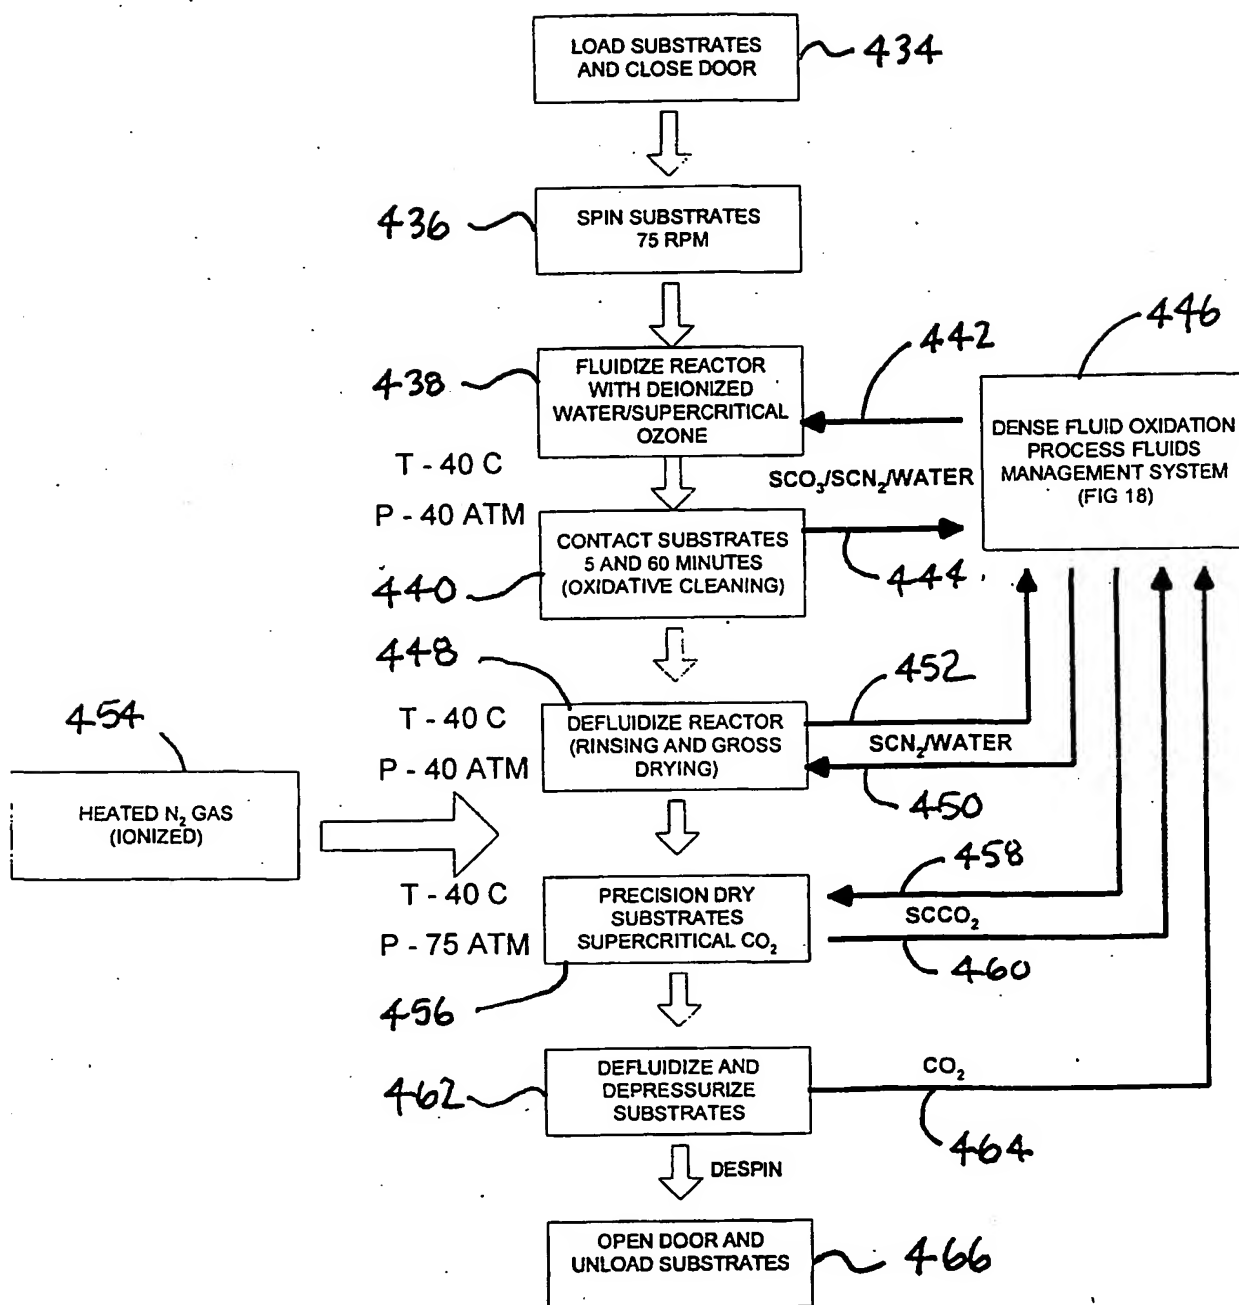 LOAD SUBSTRATES
AND CLOSE DOOR
434
436
SPIN SUBSTRATES
75 RPM
446
442
438
FLUIDIZE REACTOR
WITH DEIONIZED
WATER/SUPERCRITICAL
OZONE
DENSE FLUID OXIDATION
PROCESS FLUIDS
MANAGEMENT SYSTEM
(FIG 18)
T - 40 C
P - 40 ATM
SCO₃/SCN₂/WATER
440
CONTACT SUBSTRATES
5 AND 60 MINUTES
(OXIDATIVE CLEANING)
444
448
452
454
T - 40 C
P - 40 ATM
DEFLUIDIZE REACTOR
(RINSING AND GROSS
DRYING)
SCN₂/WATER
450
HEATED N₂ GAS
(IONIZED)
458
T - 40 C
P - 75 ATM
PRECISION DRY
SUBSTRATES
SUPERCRITICAL CO₂
SCCO₂
460
456
462
DEFLUIDIZE AND
DEPRESSURIZE
SUBSTRATES
CO₂
464
DESPIN
OPEN DOOR AND
UNLOAD SUBSTRATES
466